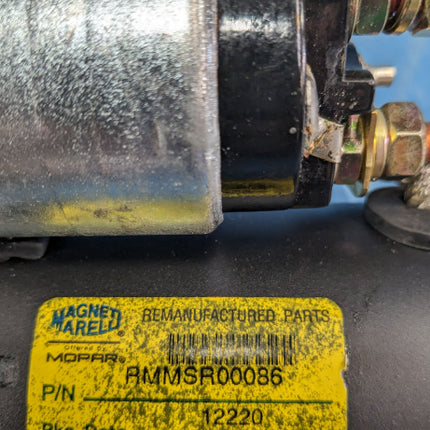 MAGNETI
MARELLI
REMANUFACTURED PARTS
Offered by
MOPAR
RMMSR00086
P/N
12220